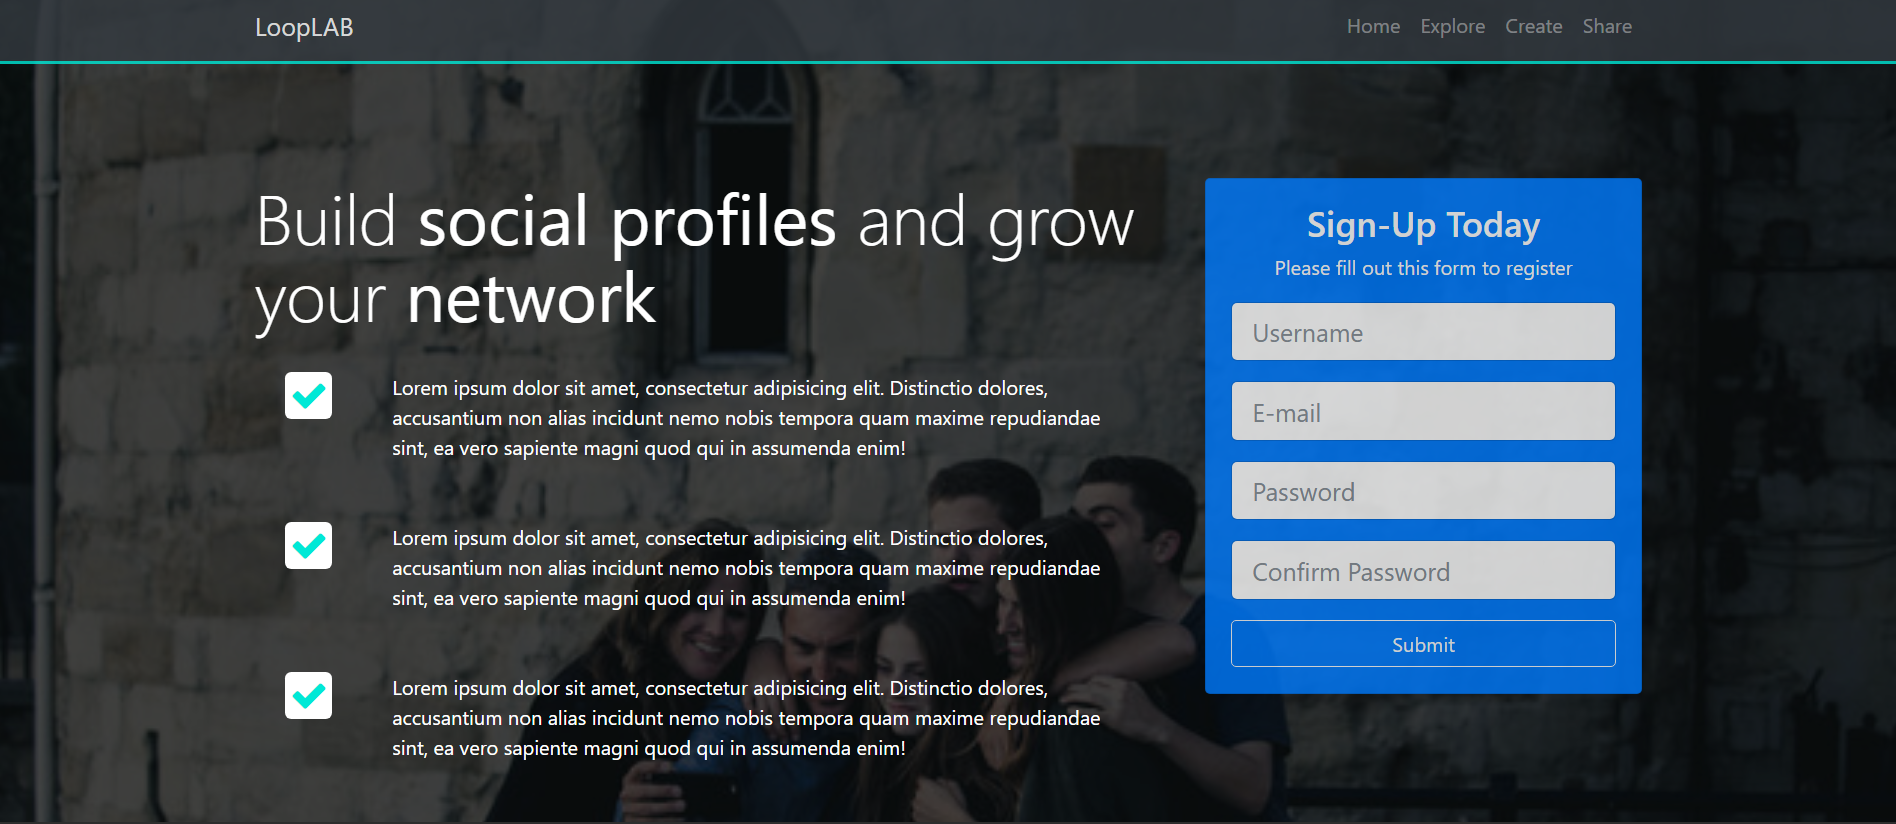 LoopLAB
Home Explore Create Share
Build social profiles and grow
your network
Lorem ipsum dolor sit amet, consectetur adipisicing elit. Distinctio dolores,
accusantium non alias incidunt nemo nobis tempora quam maxime repudiandae
sint, ea vero sapiente magni quod qui in assumenda enim!
Lorem ipsum dolor sit amet, consectetur adipisicing elit. Distinctio dolores,
accusantium non alias incidunt nemo nobis tempora quam maxime repudiandae
sint, ea vero sapiente magni quod qui in assumenda enim!
Lorem ipsum dolor sit amet, consectetur adipisicing elit. Distinctio dolores,
accusantium non alias incidunt nemo nobis tempora quam maxime repudiandae
sint, ea vero sapiente magni quod qui in assumenda enim!
Sign-Up Today
Please fill out this form to register
Username
E-mail
Password
Confirm Password
Submit